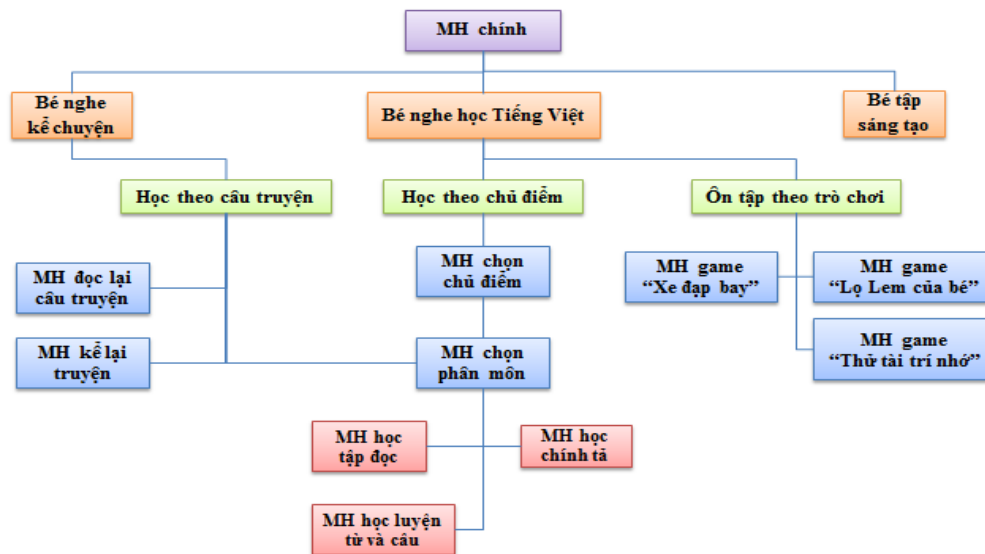 MH chính
Bé nghe
kể chuyện
Bé nghe học Tiếng Việt
Bé tập
sáng tạo
Học theo câu truyện
Học theo chủ điểm
Ôn tập theo trò chơi
MH đọc lại
câu truyện
MH chọn
chủ điểm
MH game
“Xe đạp bay”
MH game
“Lọ Lem của bé”
MH kể lại
truyện
MH chọn
phân môn
MH game
“Thử tài trí nhớ”
MH học
tập đọc
MH học
chính tả
MH học luyện
từ và câu